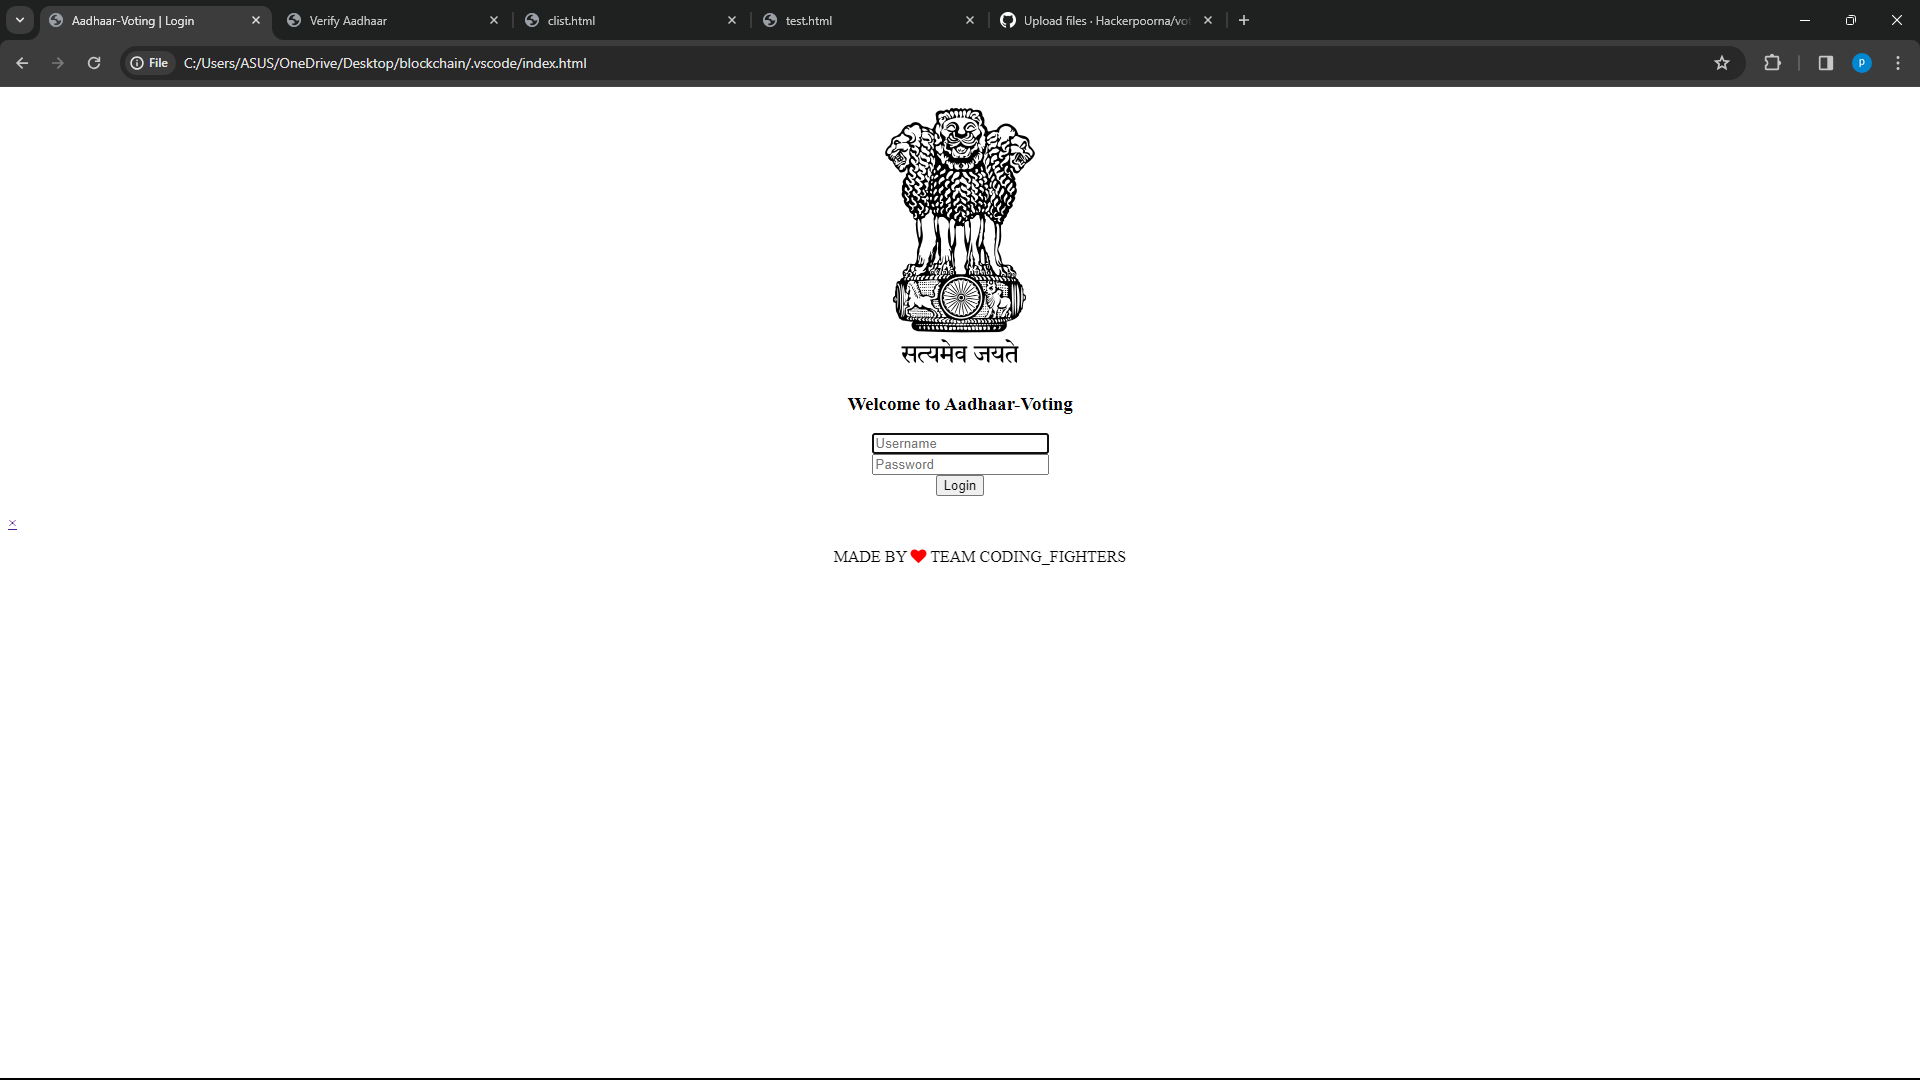 Aadhaar-Voting | Login
Verify Aadhaar
clist.html
test.html
Upload files · Hackerpoorna/vo
File
C:/Users/ASUS/OneDrive/Desktop/blockchain/.vscode/index.html
P
सत्यमेव जयते
Welcome to Aadhaar-Voting
Username
Password
Login
×
MADE BY ❤ TEAM CODING_FIGHTERS